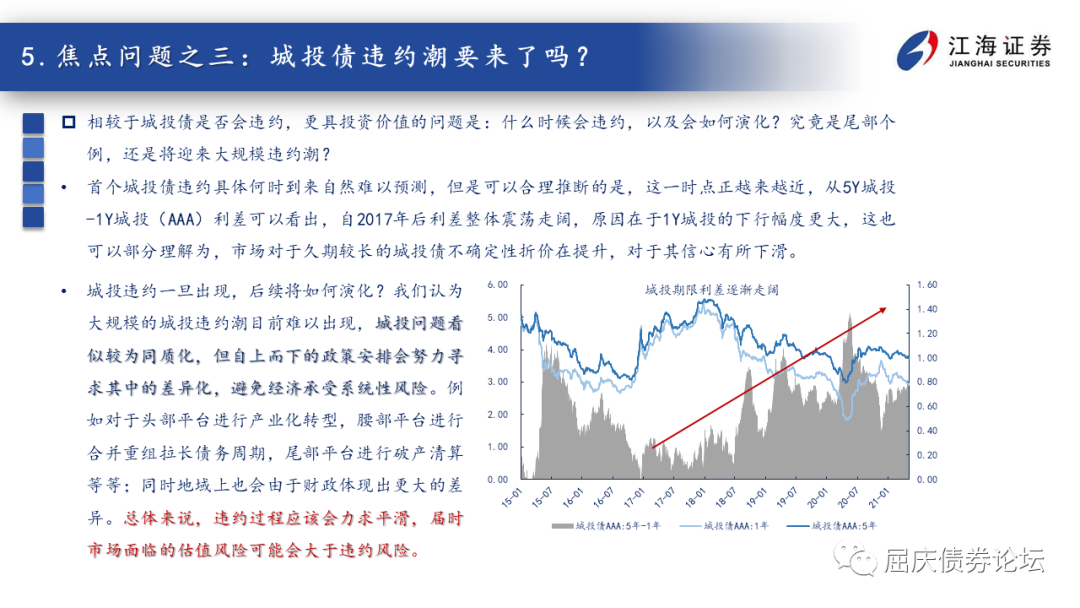 5. 焦点问题之三：城投债违约潮要来了吗？
江海证券
JIANGHAI SECURITIES
相较于城投债是否会违约，更具投资价值的问题是：什么时候会违约，以及会如何演化？究竟是尾部个
例，还是将迎来大规模违约潮？
• 首个城投债违约具体何时到来自然难以预测，但是可以合理推断的是，这一时点正越来越近，从5Y城投
-1Y城投（AAA）利差可以看出，自2017年后利差整体震荡走阔，原因在于1Y城投的下行幅度更大，这也
可以部分理解为，市场对于久期较长的城投债不确定性折价在提升，对于其信心有所下滑。
• 城投违约一旦出现，后续将如何演化？我们认为
大规模的城投违约潮目前难以出现，城投问题看
似较为同质化，但自上而下的政策安排会努力寻
求其中的差异化，避免经济承受系统性风险。例
如对于头部平台进行产业化转型，腰部平台进行
合并重组拉长债务周期，尾部平台进行破产清算
等等；同时地域上也会由于财政体现出更大的差
异。总体来说，违约过程应该会力求平滑，届时
市场面临的估值风险可能会大于违约风险。
城投期限利差逐渐走阔
6.00
5.00
4.00
3.00
2.00
1.00
0.00
1.60
1.40
1.20
1.00
0.80
0.60
0.40
0.20
0.00
15-01
15-07
16-01
16-07
17-01
17-07
18-01
18-07
19-01
19-07
20-01
20-07
21-01
城投债AAA:5年-1年
城投债AAA:1年
城投债AAA:5年
屈庆债券论坛